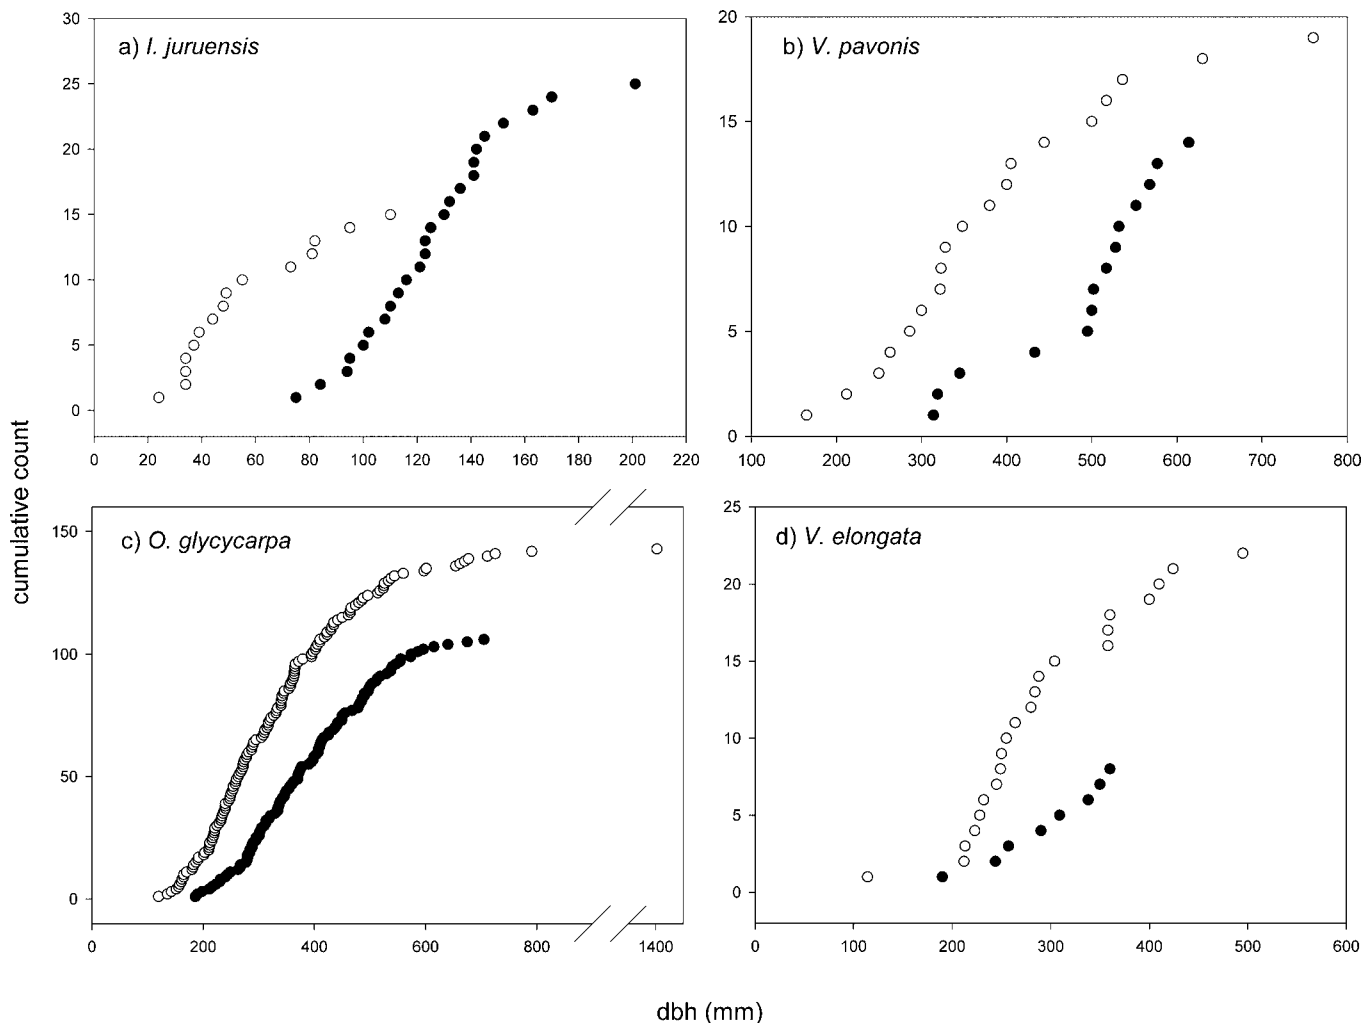 a) I. juruensis
30
25
20
15
10
5
0
0 20 40 60 80 100 120 140 160 180 200 220
b) V. pavonis
20
15
10
5
0
100 200 300 400 500 600 700 800
c) O. glycycarpa
150
100
50
0
0 200 400 600 800 1400
d) V. elongata
25
20
15
10
5
0
0 100 200 300 400 500 600
cumulative count
dbh (mm)